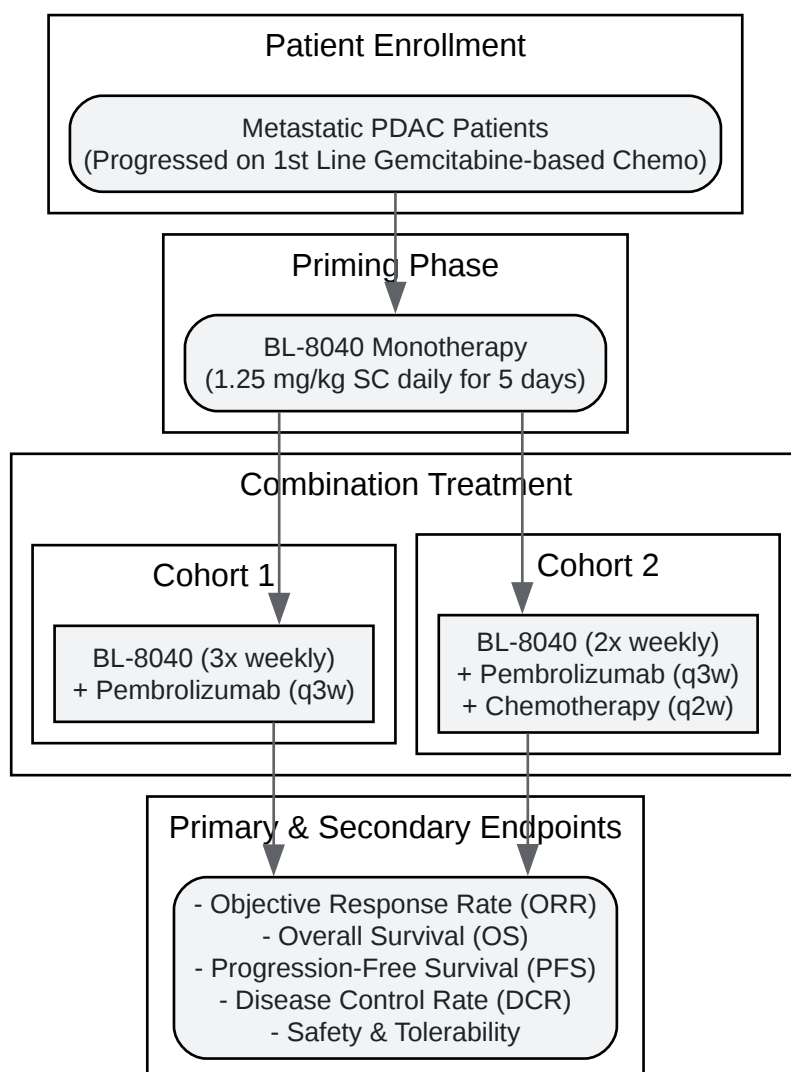 Patient Enrollment
Metastatic PDAC Patients
(Progressed on 1st Line Gemcitabine-based Chemo)
Priming Phase
BL-8040 Monotherapy
(1.25 mg/kg SC daily for 5 days)
Combination Treatment
Cohort 1
BL-8040 (3x weekly)
+ Pembrolizumab (q3w)
Cohort 2
BL-8040 (2x weekly)
+ Pembrolizumab (q3w)
+ Chemotherapy (q2w)
Primary & Secondary Endpoints
- Objective Response Rate (ORR)
- Overall Survival (OS)
- Progression-Free Survival (PFS)
- Disease Control Rate (DCR)
- Safety & Tolerability